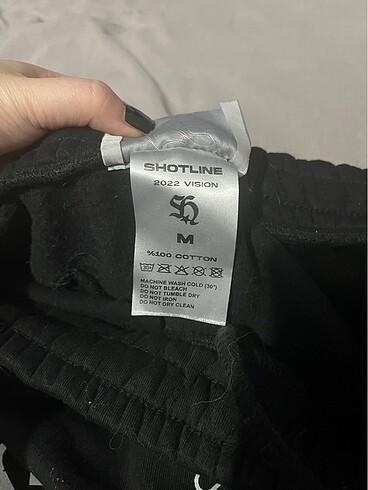 SHOTLINE
2022 VISION
M
%100 COTTON
30°
MACHINE WASH COLD (30°)
DO NOT BLEACH
DO NOT TUMBLE DRY
DO NOT IRON
DO NOT DRY CLEAN